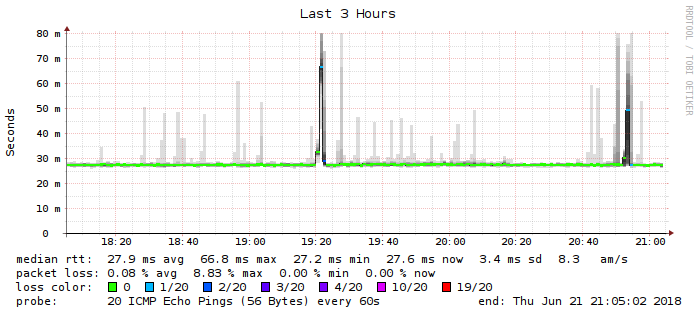 Last 3 Hours
RRDTOOL / TOBI OETIKER
Seconds
80 m
70 m
60 m
50 m
40 m
30 m
20 m
10 m
0
18:20 18:40 19:00 19:20 19:40 20:00 20:20 20:40 21:00
median rtt: 27.9 ms avg 66.8 ms max 27.2 ms min 27.6 ms now 3.4 ms sd 8.3 am/s
packet loss: 0.08 % avg 8.83 % max 0.00 % min 0.00 % now
loss color: 0 1/20 2/20 3/20 4/20 10/20 19/20
probe: 20 ICMP Echo Pings (56 Bytes) every 60s end: Thu Jun 21 21:05:02 2018